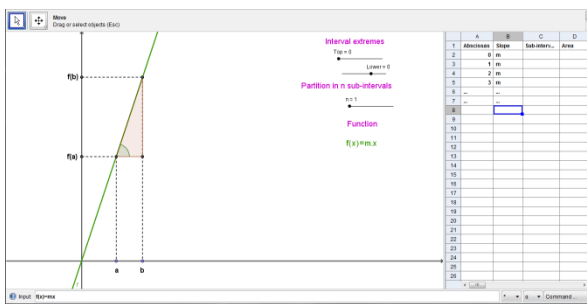 Move
Drag or select objects (Esc)
Interval extremes
Top = 0
Lower = 0
Partition in n sub-intervals
n = 1
Function
f(x)=m.x
f(b)
f(a)
a b
A B C D
1 Abscissas Slope Sub-interv... Area
2 0 m
3 1 m
4 2 m
5 3 m
6 ... ...
7 ... ...
8
9
10
11
12
13
14
15
16
17
18
19
20
21
22
23
24
25
26
Input f(x)=mx
Command...